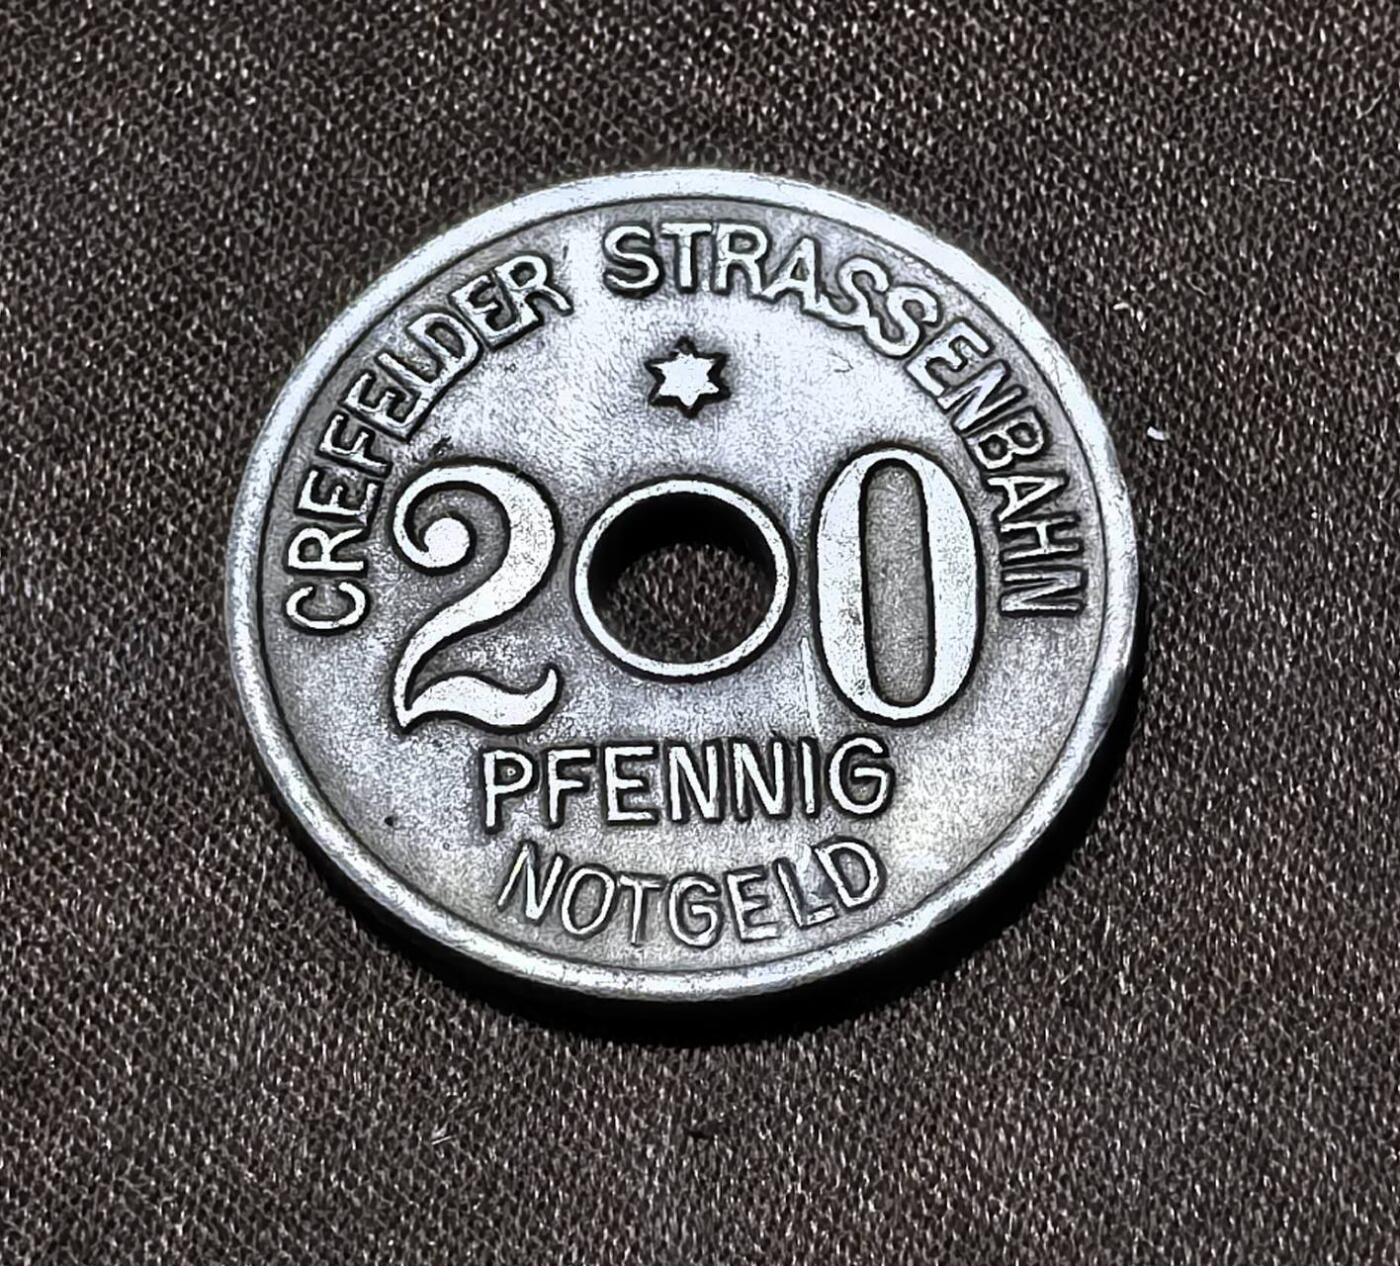 CREFELDER STRASSENBAHN
20
PFENNIG
NOTGELD